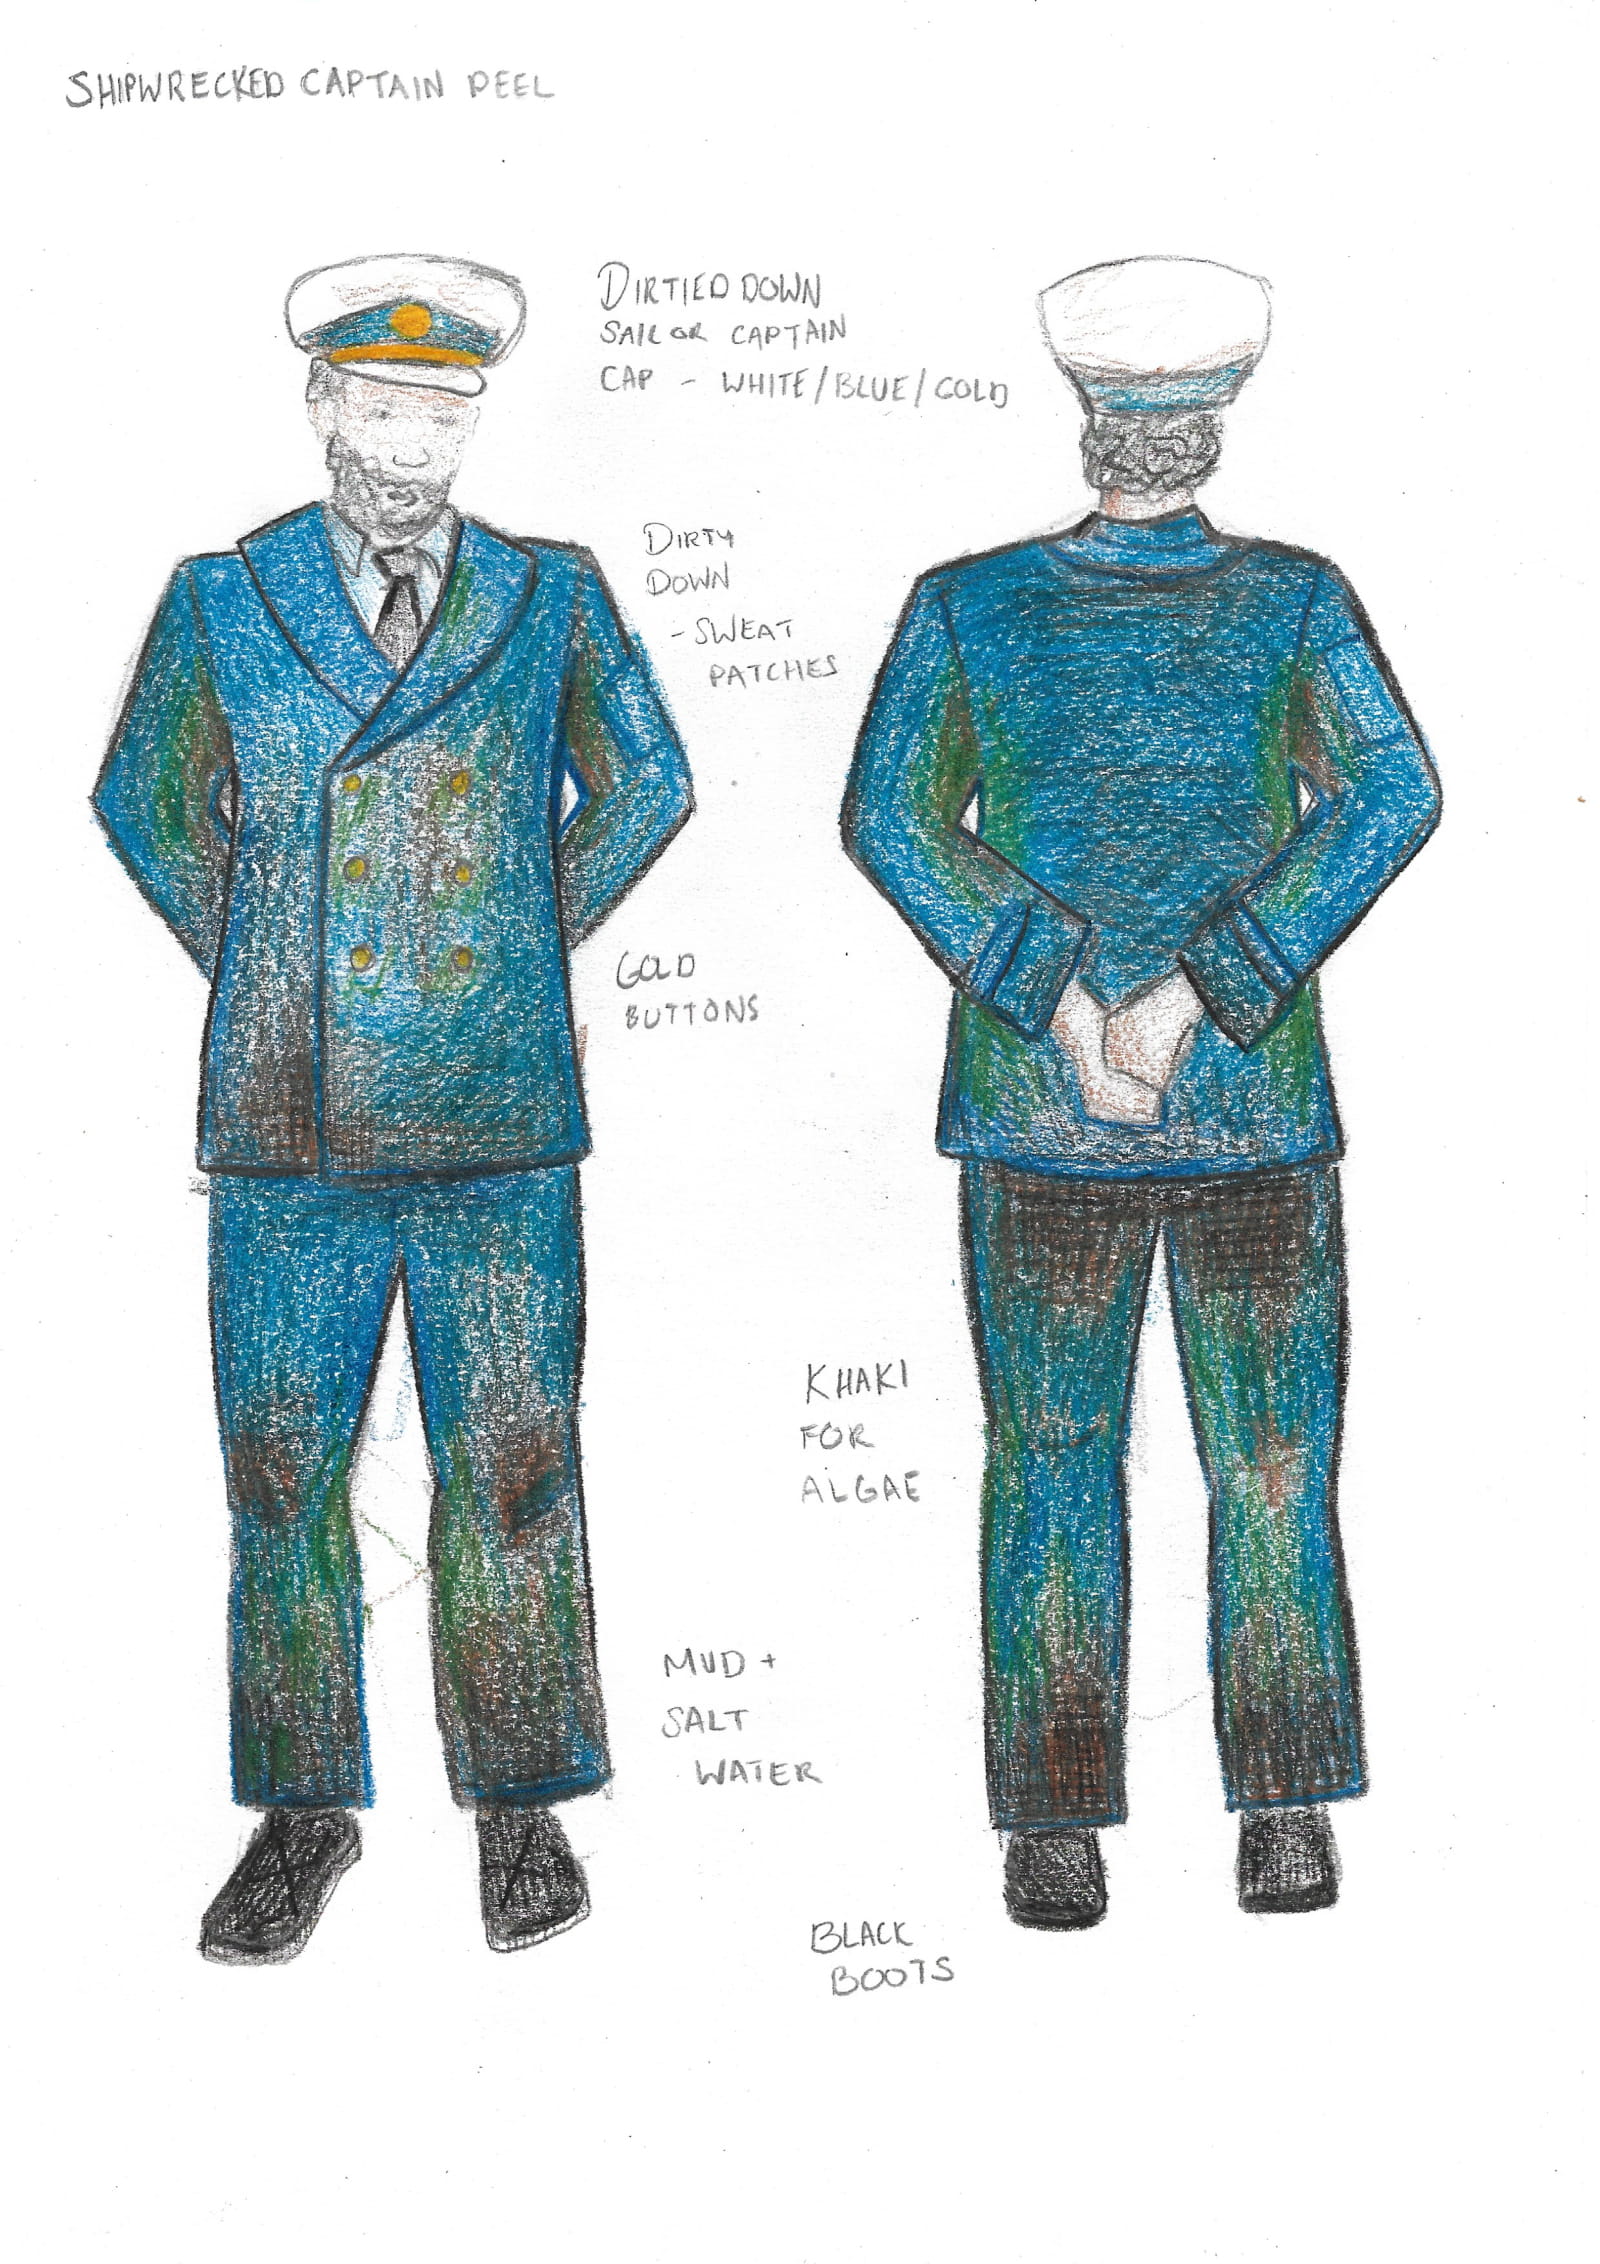 SHIPWRECKED CAPTAIN PEEL
DIRTIED DOWN
SAILOR CAPTAIN
CAP - WHITE/BLUE/GOLD
DIRTY
DOWN
- SWEAT
PATCHES
GOLD
BUTTONS
KHAKI
FOR
ALGAE
MUD +
SALT
WATER
BLACK
BOOTS